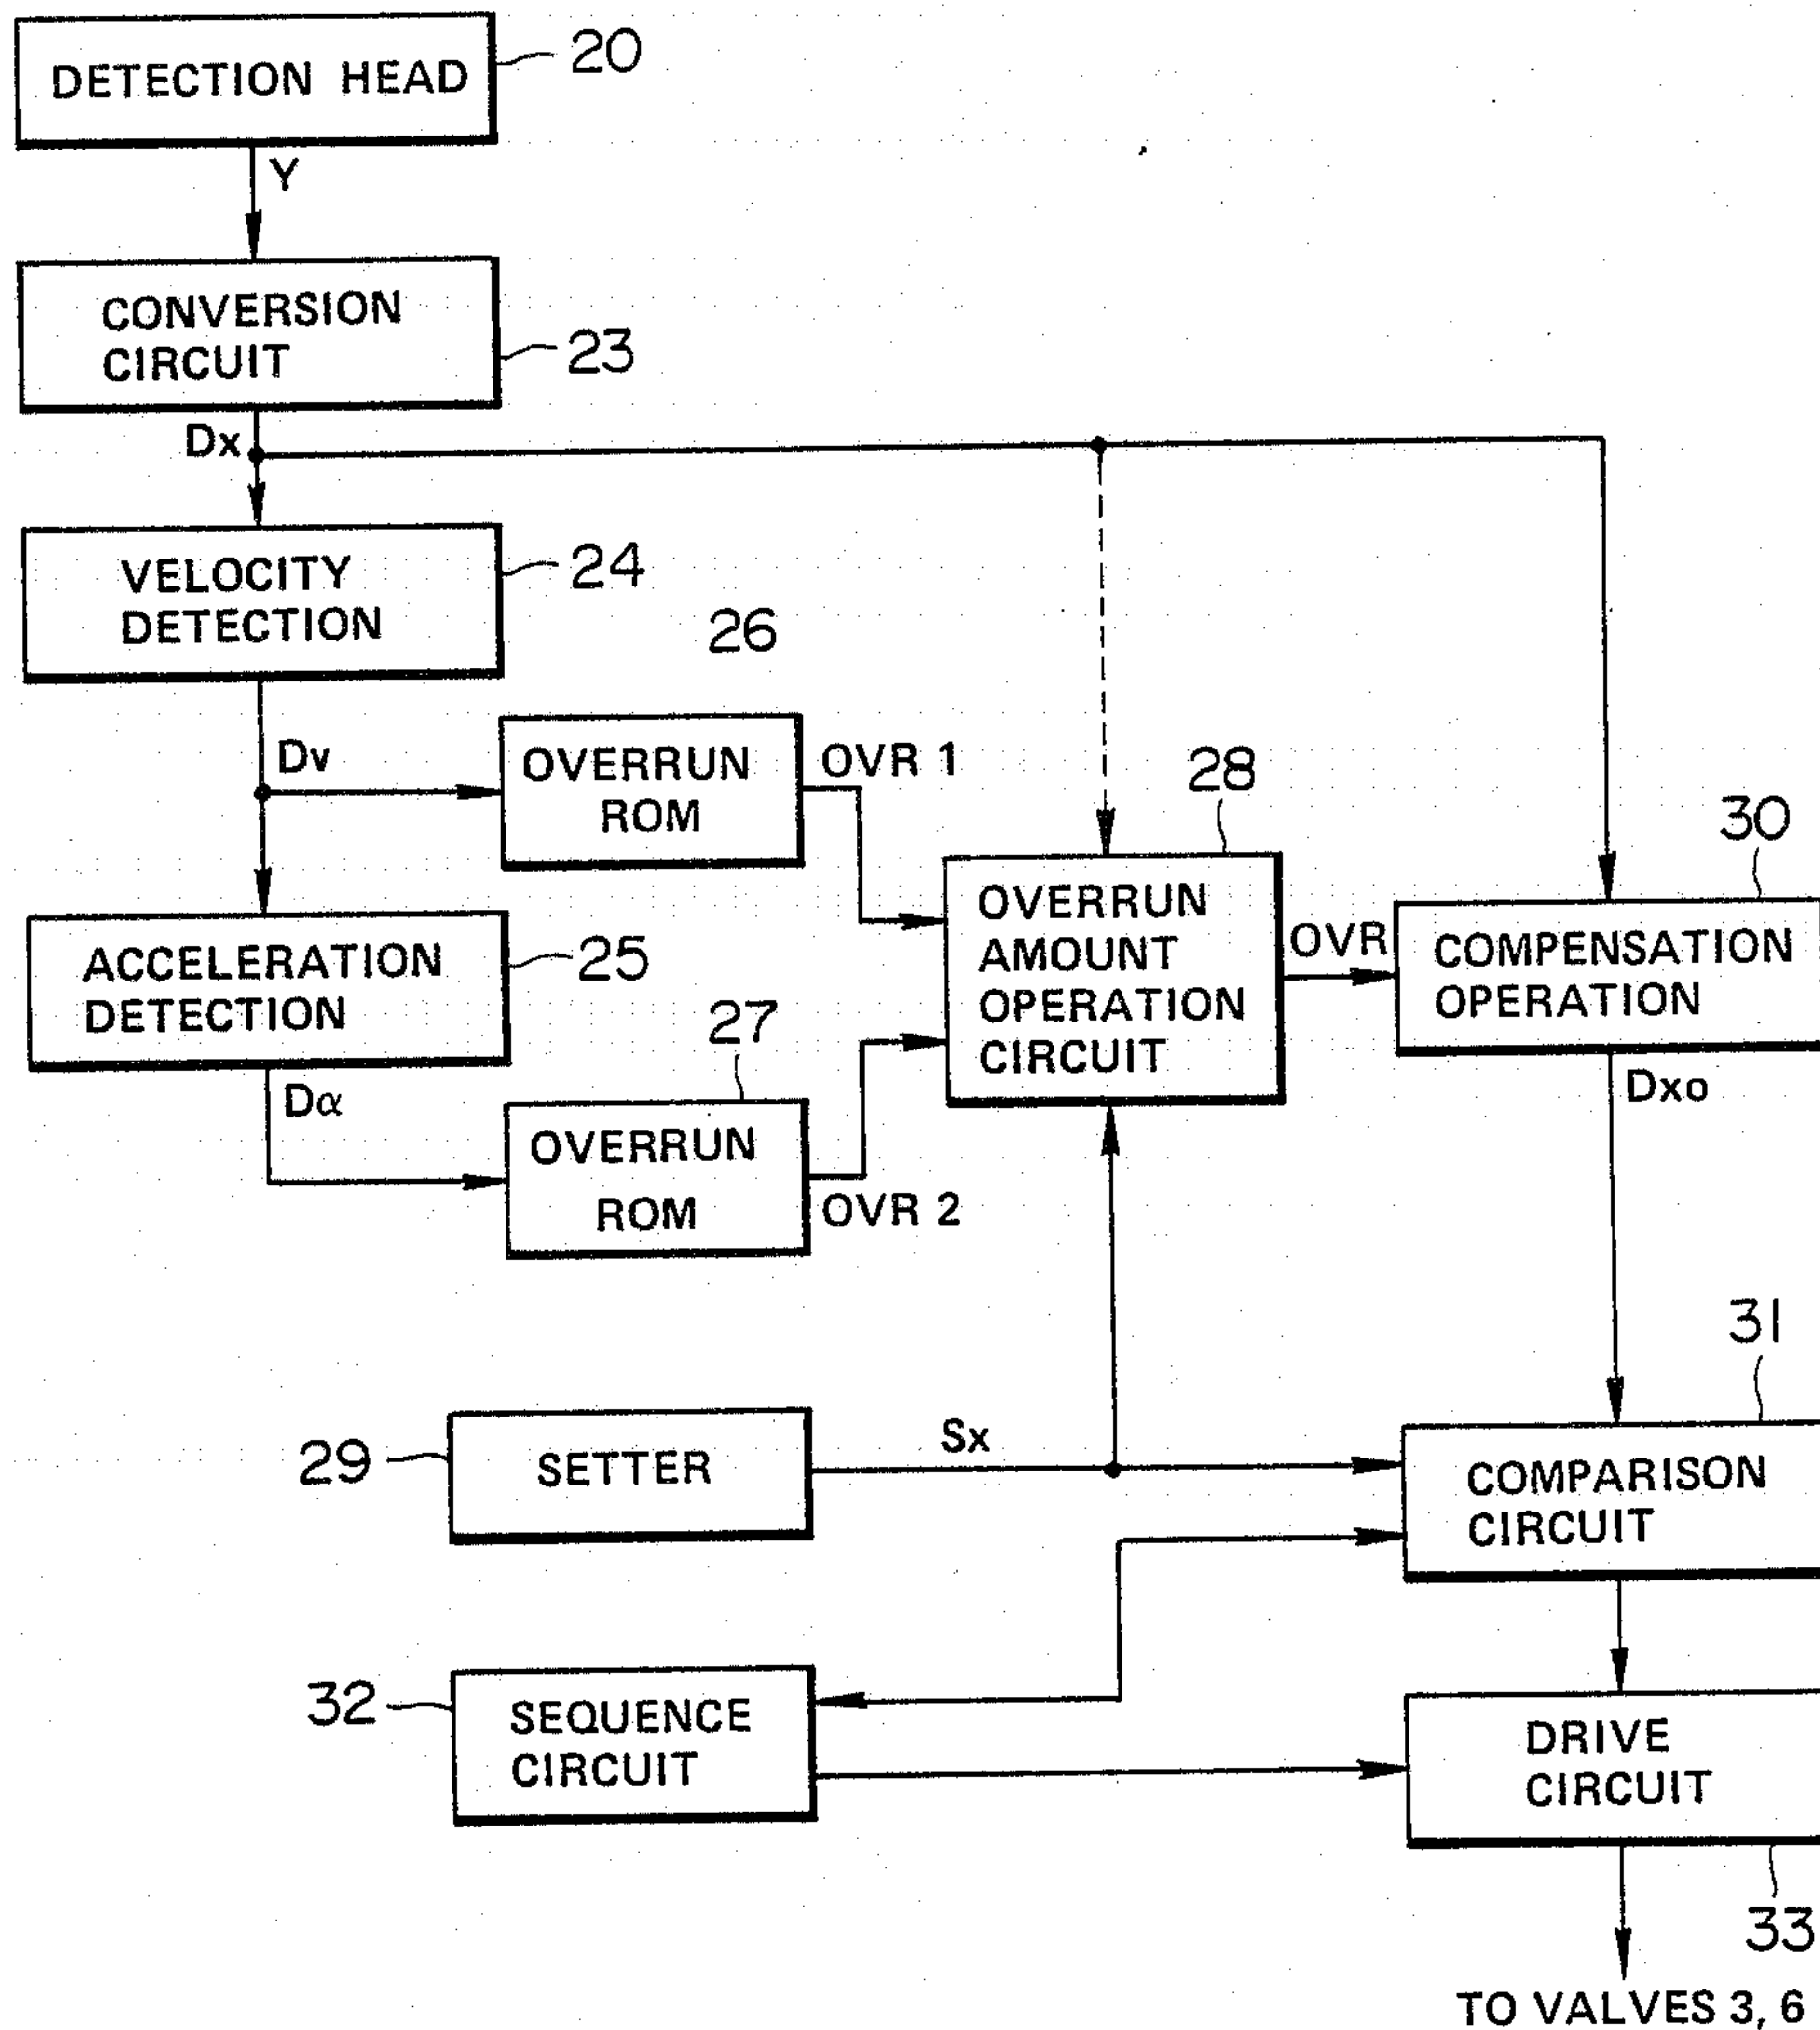 DETECTION HEAD
20
Y
CONVERSION
CIRCUIT
23
Dx
VELOCITY
DETECTION
24
26
Dv
OVERRUN
ROM
OVR 1
28
30
ACCELERATION
DETECTION
25
OVERRUN
AMOUNT
OPERATION
CIRCUIT
OVR
COMPENSATION
OPERATION
27
Dα
Dxo
OVERRUN
ROM
OVR 2
31
29
SETTER
Sx
COMPARISON
CIRCUIT
32
SEQUENCE
CIRCUIT
DRIVE
CIRCUIT
33
TO VALVES 3, 6